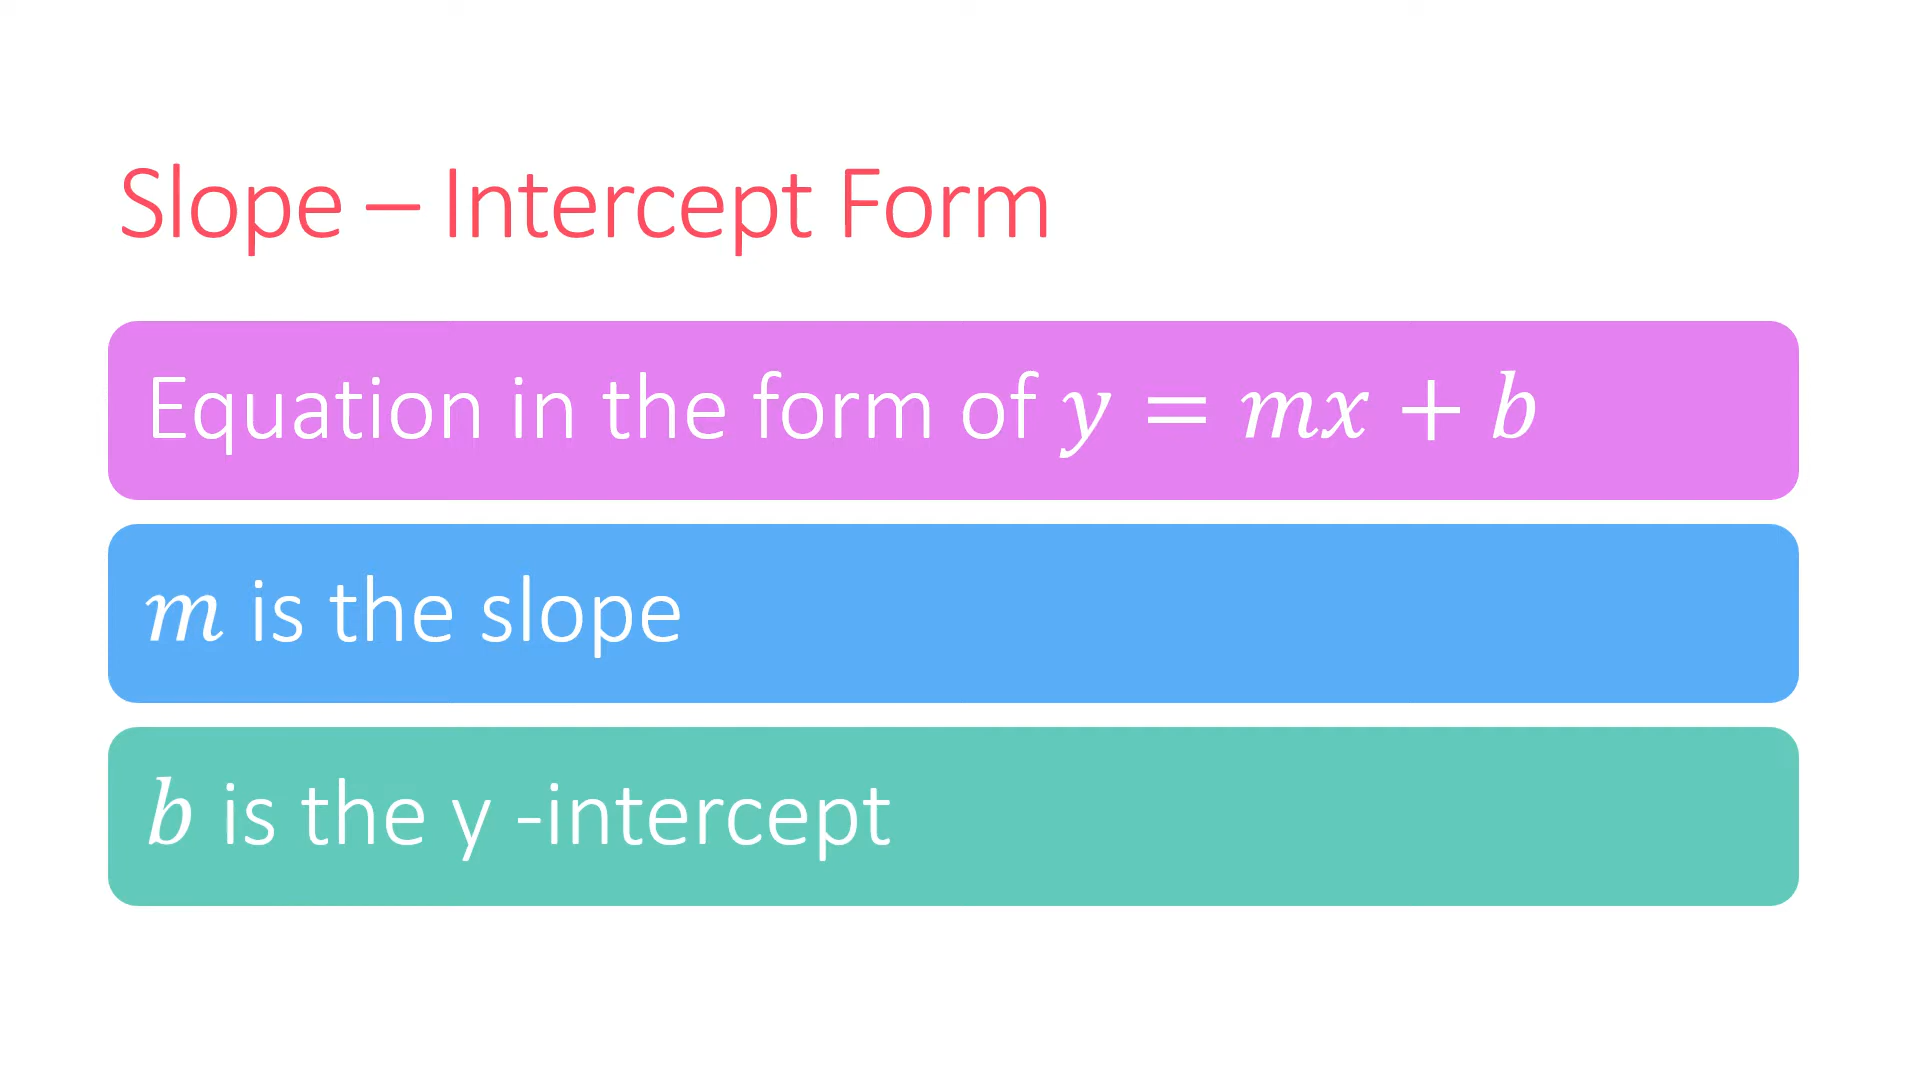 Slope – Intercept Form
Equation in the form of y = mx + b
m is the slope
b is the y -intercept